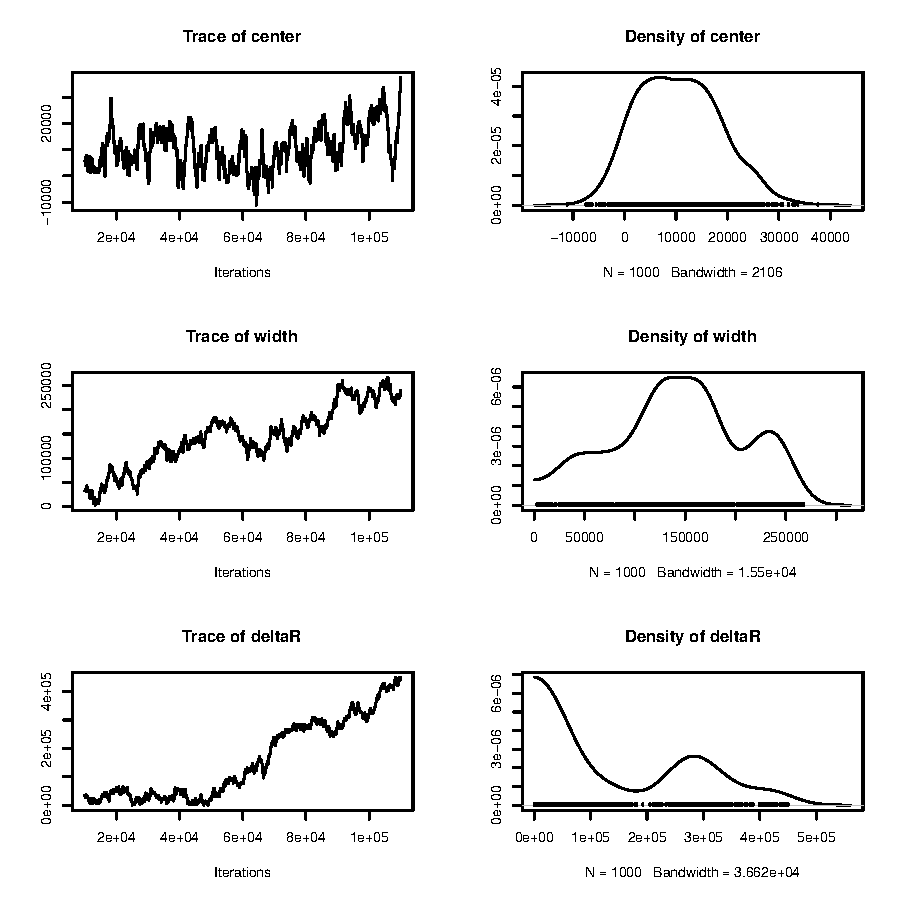 Trace of center
Density of center
-10000
20000
2e+04
4e+04
6e+04
8e+04
1e+05
Iterations
0e+00
2e-05
4e-05
-10000
0
10000
20000
30000
40000
N = 1000 Bandwidth = 2106
Trace of width
Density of width
0
100000
250000
2e+04
4e+04
6e+04
8e+04
1e+05
Iterations
0e+00
3e-06
6e-06
0
50000
150000
250000
N = 1000 Bandwidth = 1.55e+04
Trace of deltaR
Density of deltaR
0e+00
2e+05
4e+05
2e+04
4e+04
6e+04
8e+04
1e+05
Iterations
0e+00
3e-06
6e-06
0e+00
1e+05
2e+05
3e+05
4e+05
5e+05
N = 1000 Bandwidth = 3.662e+04